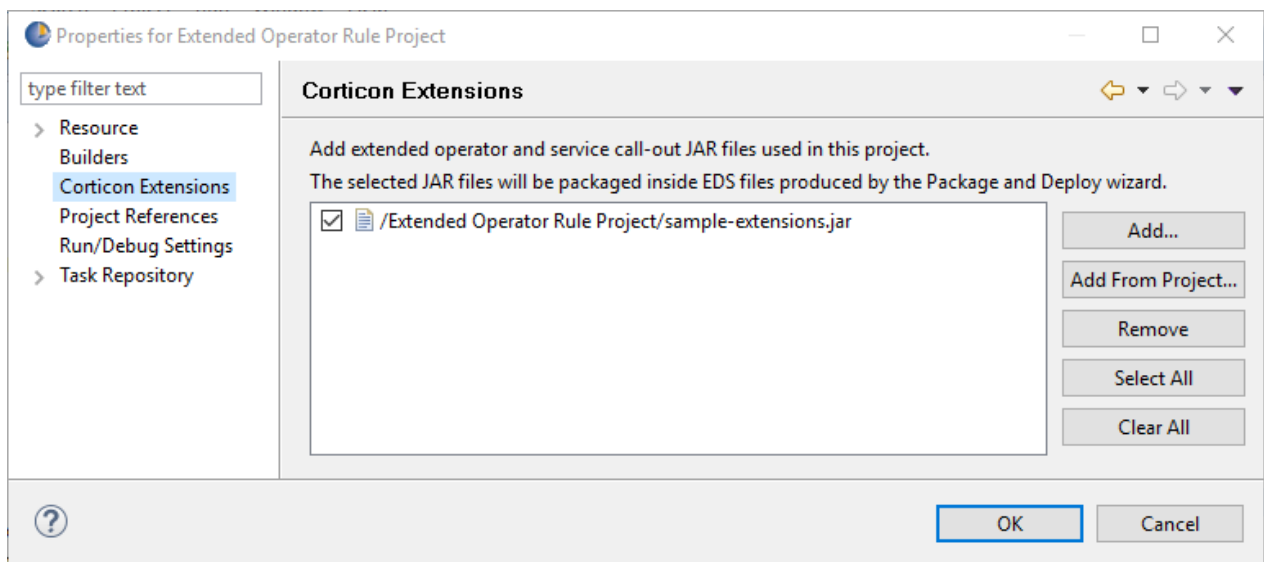 Properties for Extended Operator Rule Project
type filter text
Resource
Builders
Corticon Extensions
Project References
Run/Debug Settings
Task Repository
Corticon Extensions
Add extended operator and service call-out JAR files used in this project.
The selected JAR files will be packaged inside EDS files produced by the Package and Deploy wizard.
/Extended Operator Rule Project/sample-extensions.jar
Add...
Add From Project...
Remove
Select All
Clear All
?
OK
Cancel